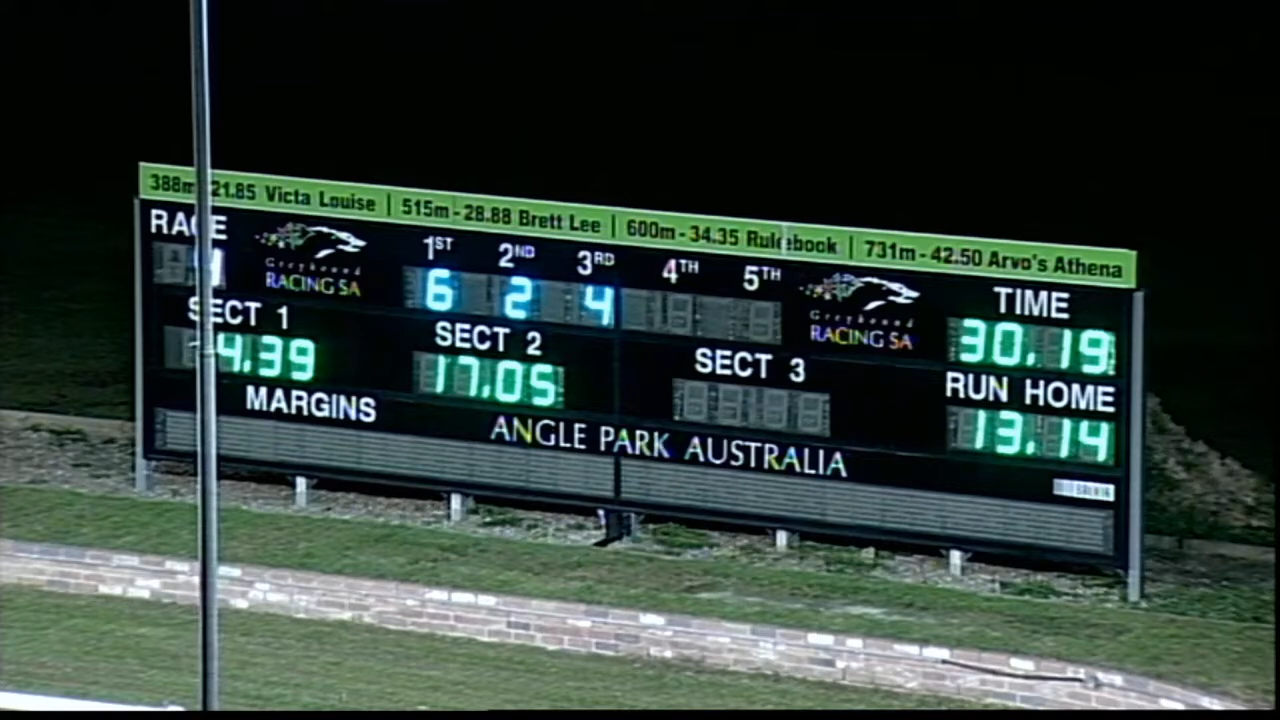 388m - 21.85 Victa Louise | 515m - 28.88 Brett Lee | 600m - 34.35 Rulebook | 731m - 42.50 Arvo's Athena
RACE
Greyhound
RACING SA
1ST 2ND 3RD 4TH 5TH
6 2 4
Greyhound
RACING SA
TIME
30.19
SECT 1
4.39
SECT 2
17.05
SECT 3
RUN HOME
13.14
MARGINS
ANGLE PARK AUSTRALIA